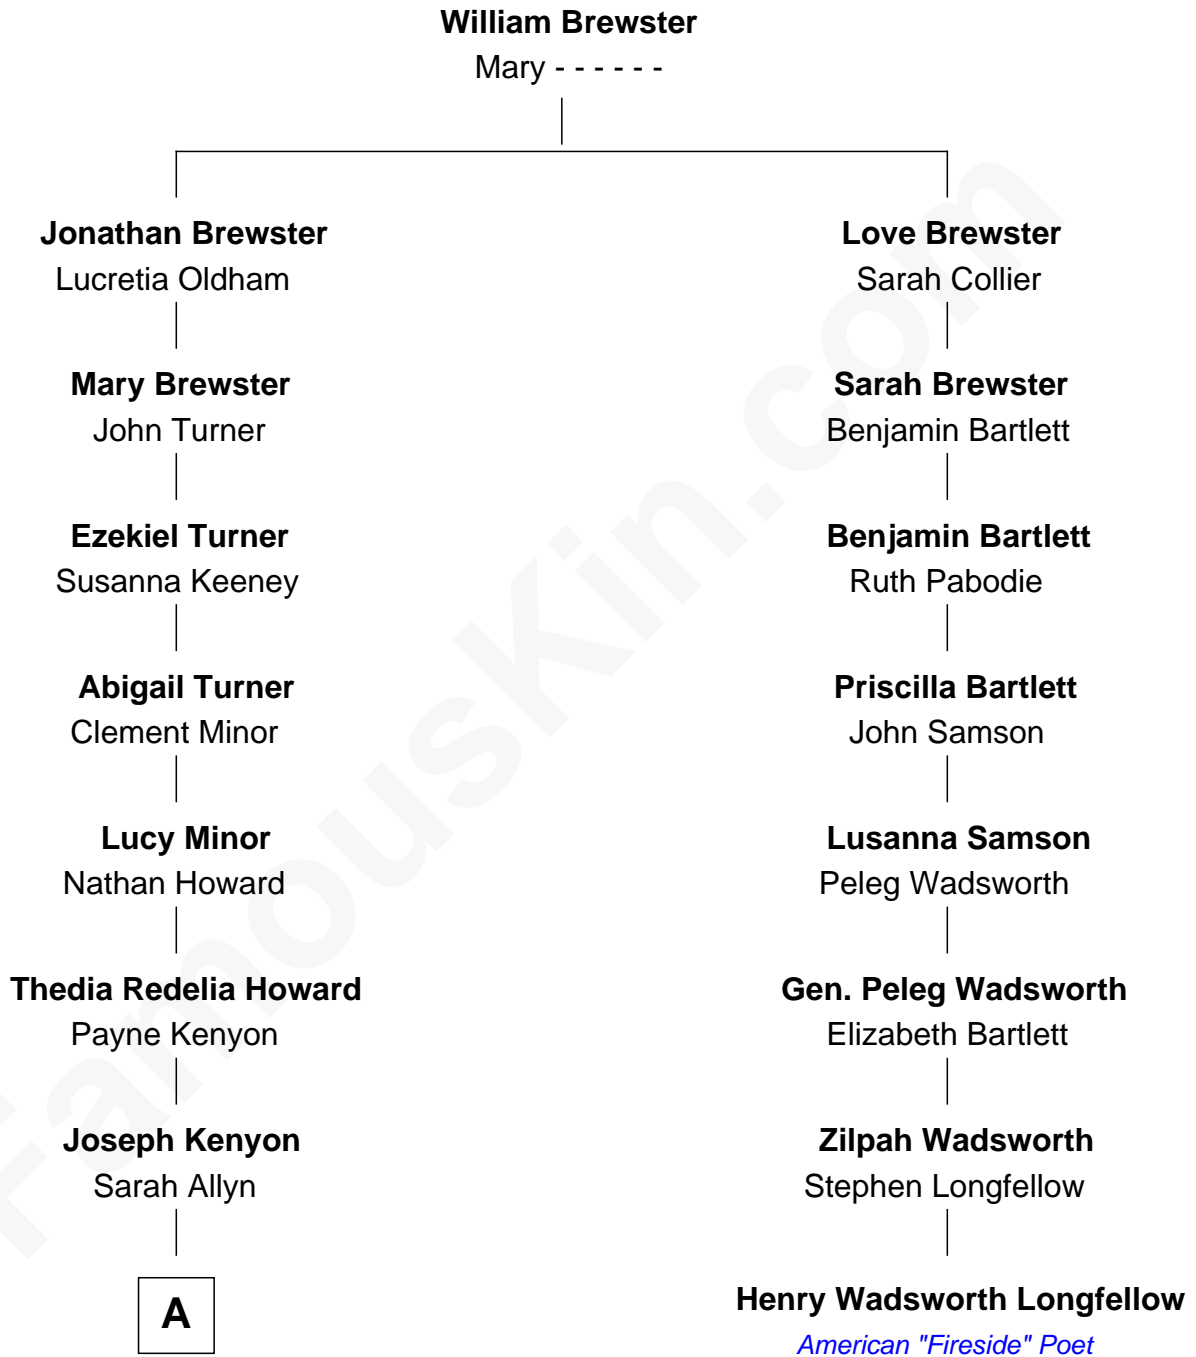 William Brewster
Mary - - - - - -
Jonathan Brewster
Lucretia Oldham
Love Brewster
Sarah Collier
Mary Brewster
John Turner
Sarah Brewster
Benjamin Bartlett
Ezekiel Turner
Susanna Keeney
Benjamin Bartlett
Ruth Pabodie
Abigail Turner
Clement Minor
Priscilla Bartlett
John Samson
Lucy Minor
Nathan Howard
Lusanna Samson
Peleg Wadsworth
Thedia Redelia Howard
Payne Kenyon
Gen. Peleg Wadsworth
Elizabeth Bartlett
Joseph Kenyon
Sarah Allyn
Zilpah Wadsworth
Stephen Longfellow
A
Henry Wadsworth Longfellow
American "Fireside" Poet
FamousKin.com